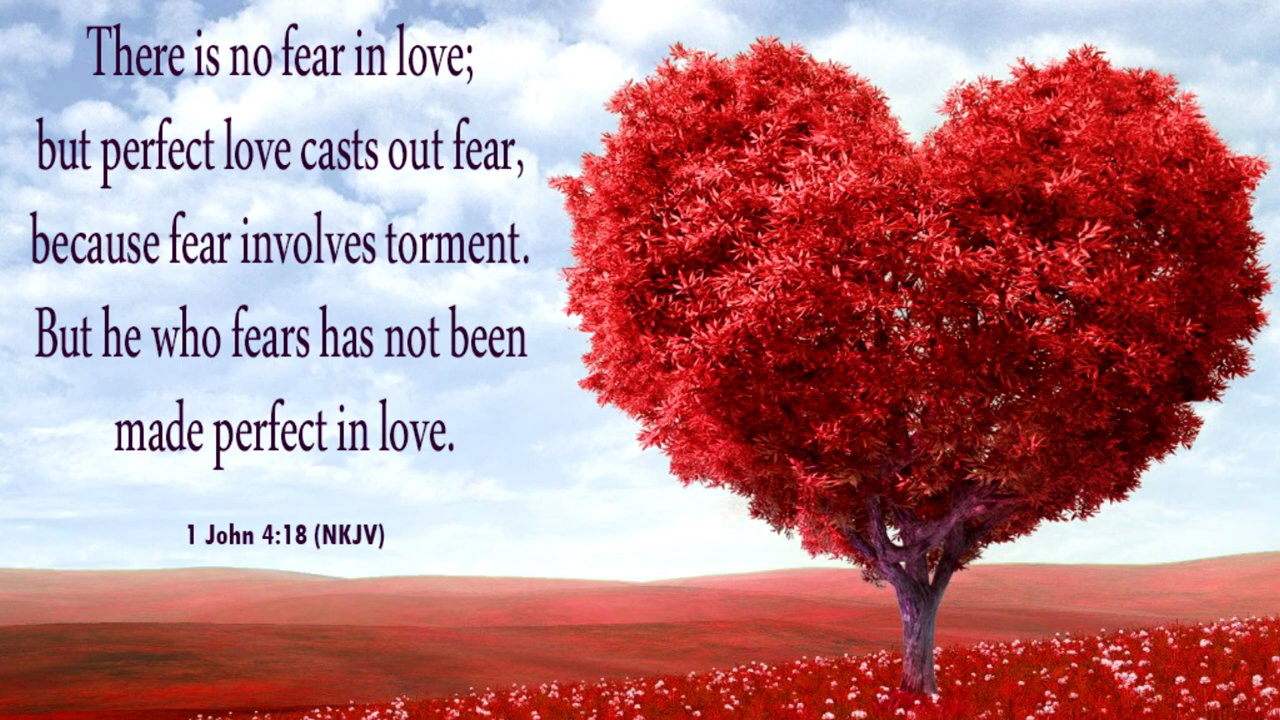 There is no fear in love;
but perfect love casts out fear,
because fear involves torment.
But he who fears has not been
made perfect in love.
1 John 4:18 (NKJV)